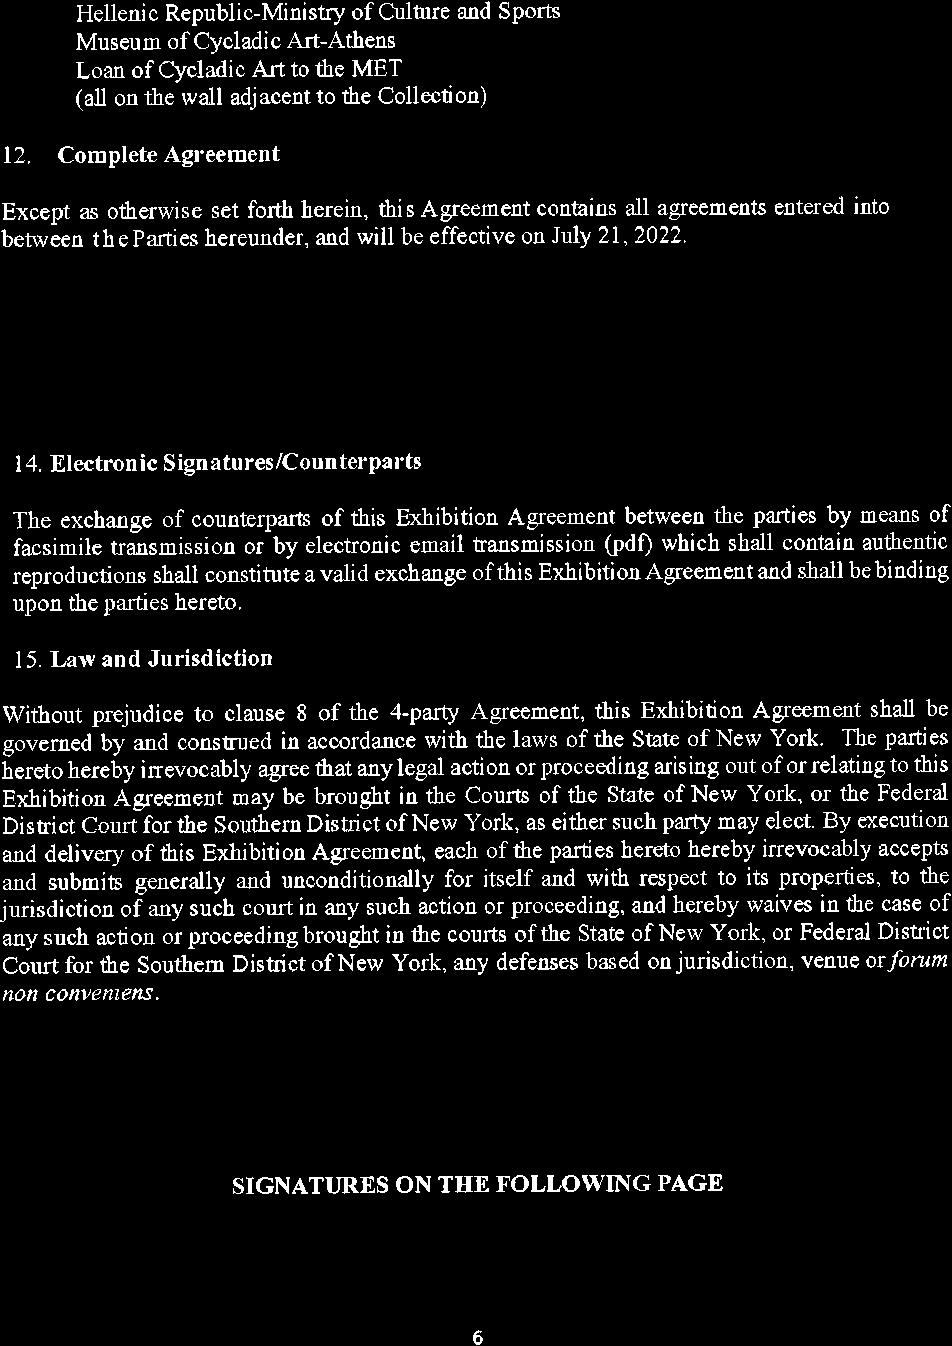 Hellenic Republic-Ministry of Culture and Sports
Museum of Cycladic Art-Athens
Loan of Cycladic Art to the MET
(all on the wall adjacent to the Collection)
12. Complete Agreement
Except as otherwise set forth herein, this Agreement contains all agreements entered into
between the Parties hereunder, and will be effective on July 21, 2022.
14. Electronic Signatures/Counterparts
The exchange of counterparts of this Exhibition Agreement between the parties by means of
facsimile transmission or by electronic email transmission (pdf) which shall contain authentic
reproductions shall constitute a valid exchange of this Exhibition Agreement and shall be binding
upon the parties hereto.
15. Law and Jurisdiction
Without prejudice to clause 8 of the 4-party Agreement, this Exhibition Agreement shall be
governed by and construed in accordance with the laws of the State of New York. The parties
hereto hereby irrevocably agree that any legal action or proceeding arising out of or relating to this
Exhibition Agreement may be brought in the Courts of the State of New York, or the Federal
District Court for the Southern District of New York, as either such party may elect. By execution
and delivery of this Exhibition Agreement, each of the parties hereto hereby irrevocably accepts
and submits generally and unconditionally for itself and with respect to its properties, to the
jurisdiction of any such court in any such action or proceeding, and hereby waives in the case of
any such action or proceeding brought in the courts of the State of New York, or Federal District
Court for the Southern District of New York, any defenses based on jurisdiction, venue or forum
non conveniens.
SIGNATURES ON THE FOLLOWING PAGE
6